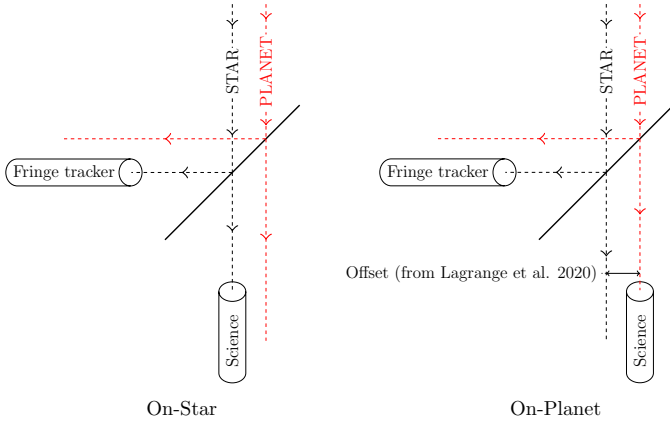 STAR
PLANET
Fringe tracker
Science
On-Star
STAR
PLANET
Fringe tracker
Offset (from Lagrange et al. 2020)
Science
On-Planet